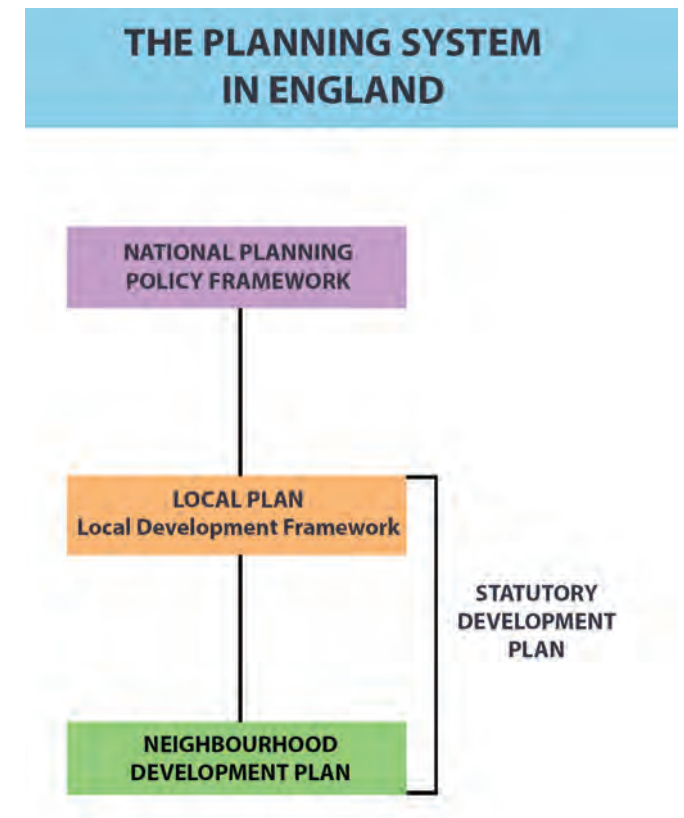 THE PLANNING SYSTEM
IN ENGLAND
NATIONAL PLANNING
POLICY FRAMEWORK
LOCAL PLAN
Local Development Framework
STATUTORY
DEVELOPMENT
PLAN
NEIGHBOURHOOD
DEVELOPMENT PLAN